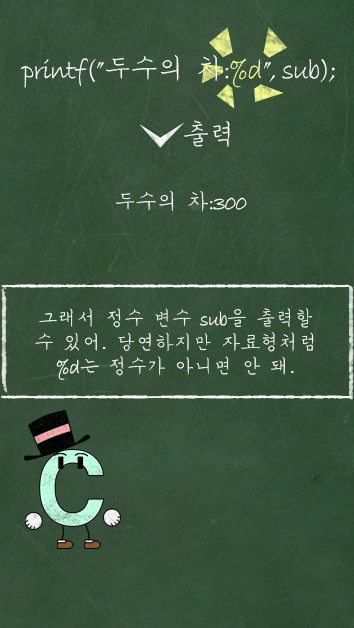 printf("두수의 차:%d", sub);
출력
두수의 차:300
그래서 정수 변수 sub을 출력할
수 있어. 당연하지만 자료형처럼
%d는 정수가 아니면 안 돼.
C